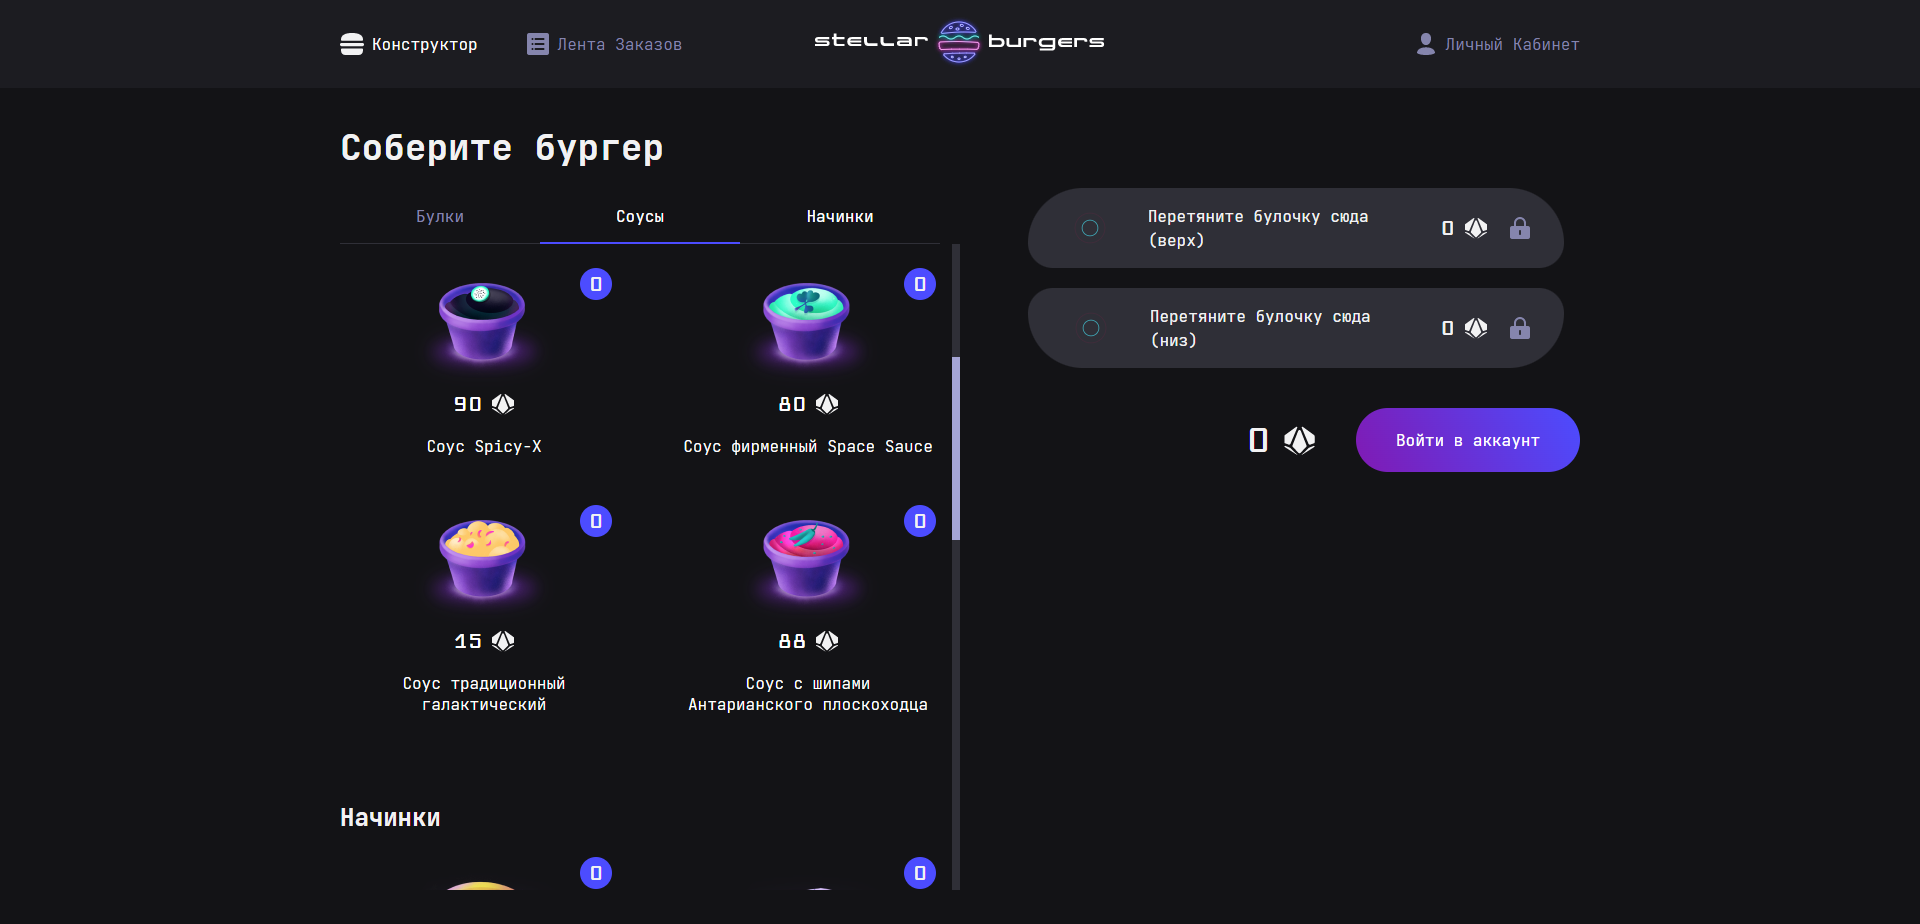 Конструктор
Лента Заказов
stellar burgers
Личный Кабинет
Соберите бургер
Булки
Соусы
Начинки
0
0
90
80
Соус Spicy-X
Соус фирменный Space Sauce
0
0
15
88
Соус традиционный
галактический
Соус с шипами
Антарианского плоскоходца
Начинки
0
0
Перетяните булочку сюда
(верх)
0
Перетяните булочку сюда
(низ)
0
0
Войти в аккаунт